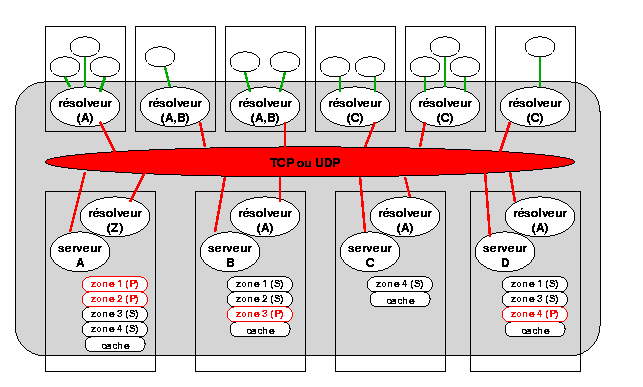 résolveur
(A)
résolveur
(A,B)
résolveur
(A,B)
résolveur
(C)
résolveur
(C)
résolveur
(C)
TCP ou UDP
résolveur
(Z)
serveur
A
zone 1 (P)
zone 2 (P)
zone 3 (S)
zone 4 (S)
cache
résolveur
(A)
serveur
B
zone 1 (S)
zone 2 (S)
zone 3 (P)
cache
résolveur
(A)
serveur
C
zone 4 (S)
cache
résolveur
(A)
serveur
D
zone 1 (S)
zone 3 (S)
zone 4 (P)
cache